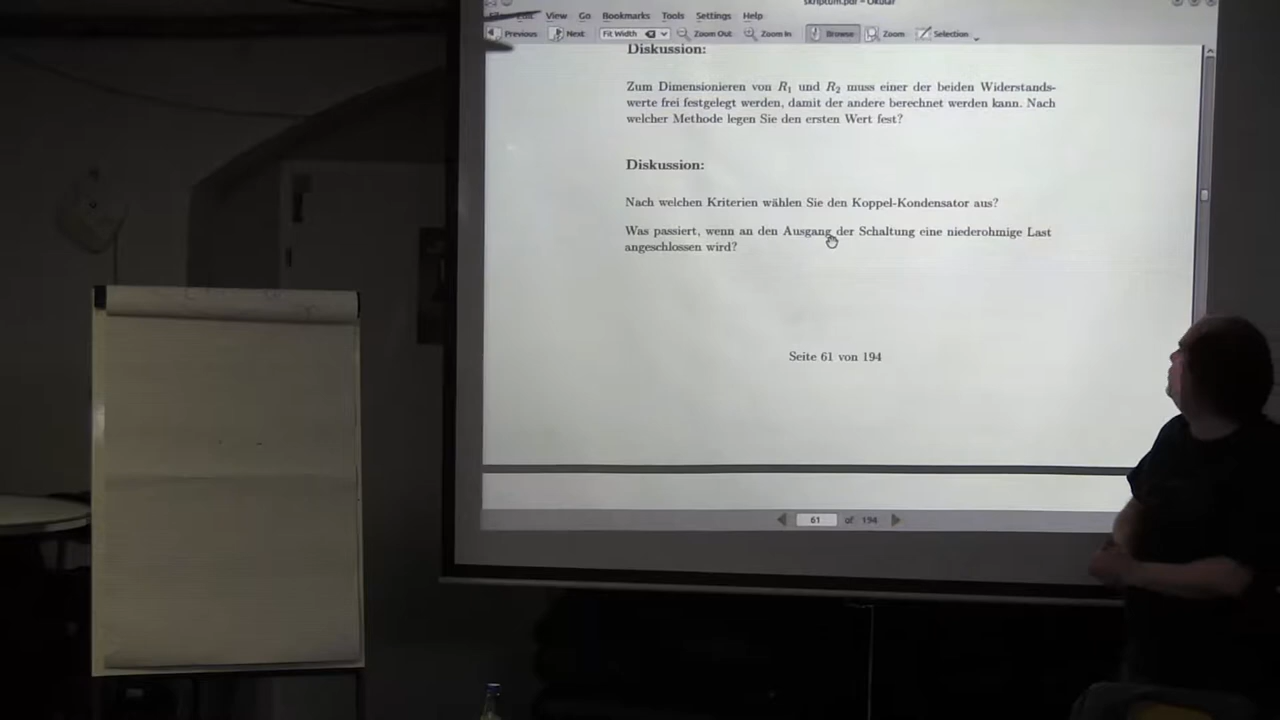 skriptum.pdf – Okular
View Go Bookmarks Tools Settings Help
Previous Next Fit Width Zoom Out Zoom In Browse Zoom Selection
Diskussion:
Zum Dimensionieren von R1 und R2 muss einer der beiden Widerstands-
werte frei festgelegt werden, damit der andere berechnet werden kann. Nach
welcher Methode legen Sie den ersten Wert fest?
Diskussion:
Nach welchen Kriterien wählen Sie den Koppel-Kondensator aus?
Was passiert, wenn an den Ausgang der Schaltung eine niederohmige Last
angeschlossen wird?
Seite 61 von 194
61 of 194